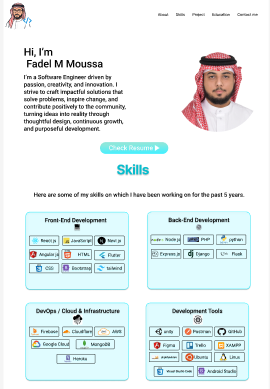 About Skills Project Education Contact me
Hi, I'm
Fadel M Moussa
I'm a Software Engineer driven by
passion, creativity, and innovation. I
strive to craft impactful solutions that
solve problems, inspire change, and
contribute positively to the community,
turning ideas into reality through
thoughtful design, continuous growth,
and purposeful development.
Check Resume
Skills
Here are some of my skills on which I have been working on for the past 5 years.
Front-End Development
React js JavaScript Next js
Angular js HTML Flutter
CSS Bootstrap tailwind
Back-End Development
Node js PHP python
Express js Django Flask
DevOps / Cloud & Infrastructure
Firebase Cloudflare AWS
Google Cloud MongoDB
Heroku
Development Tools
unity Postman GitHub
Figma Trello XAMPP
Ubuntu Linux
Visual Studio Code Android Studio